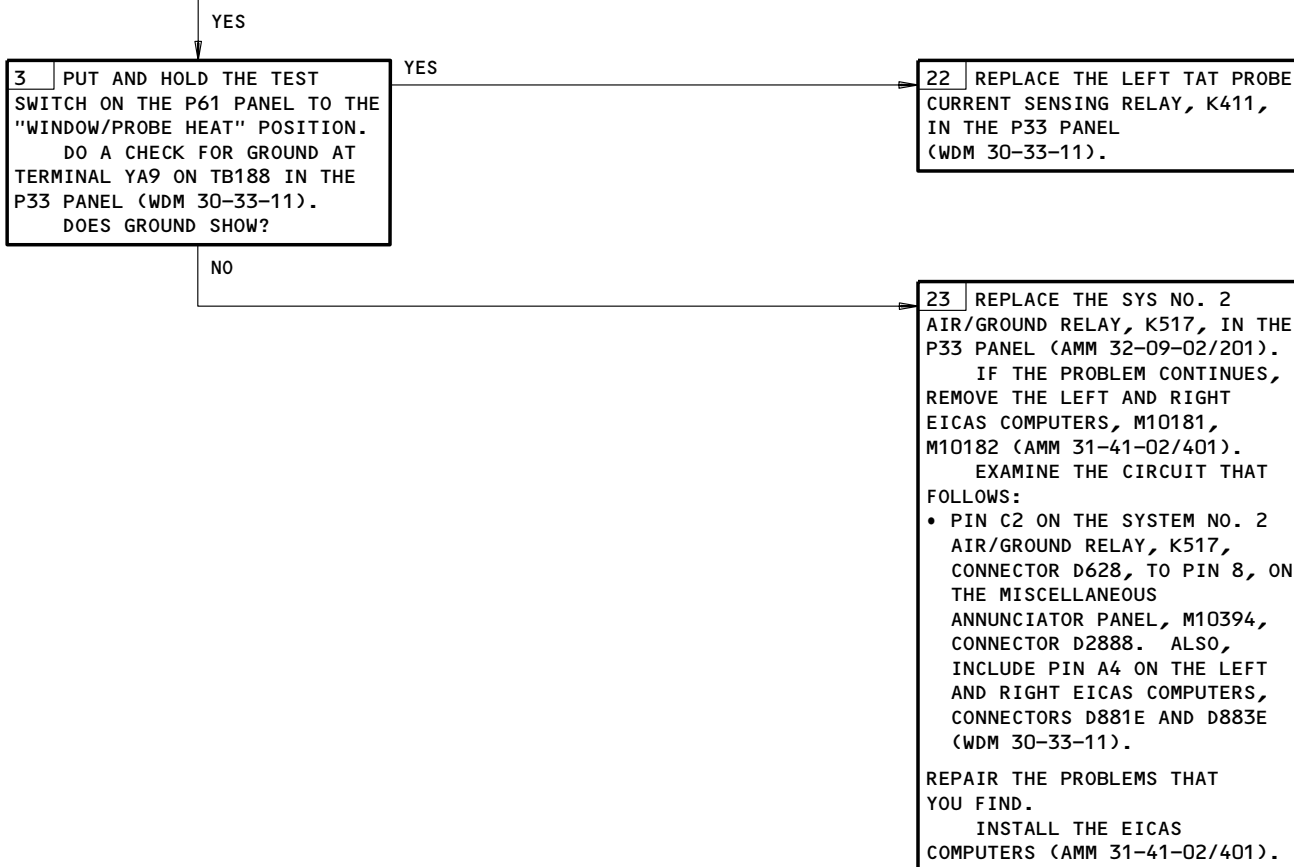 YES
3 PUT AND HOLD THE TEST
SWITCH ON THE P61 PANEL TO THE
"WINDOW/PROBE HEAT" POSITION.
DO A CHECK FOR GROUND AT
TERMINAL YA9 ON TB188 IN THE
P33 PANEL (WDM 30-33-11).
DOES GROUND SHOW?
YES
22 REPLACE THE LEFT TAT PROBE
CURRENT SENSING RELAY, K411,
IN THE P33 PANEL
(WDM 30-33-11).
NO
23 REPLACE THE SYS NO. 2
AIR/GROUND RELAY, K517, IN THE
P33 PANEL (AMM 32-09-02/201).
IF THE PROBLEM CONTINUES,
REMOVE THE LEFT AND RIGHT
EICAS COMPUTERS, M10181,
M10182 (AMM 31-41-02/401).
EXAMINE THE CIRCUIT THAT
FOLLOWS:
• PIN C2 ON THE SYSTEM NO. 2
AIR/GROUND RELAY, K517,
CONNECTOR D628, TO PIN 8, ON
THE MISCELLANEOUS
ANNUNCIATOR PANEL, M10394,
CONNECTOR D2888. ALSO,
INCLUDE PIN A4 ON THE LEFT
AND RIGHT EICAS COMPUTERS,
CONNECTORS D881E AND D883E
(WDM 30-33-11).
REPAIR THE PROBLEMS THAT
YOU FIND.
INSTALL THE EICAS
COMPUTERS (AMM 31-41-02/401).